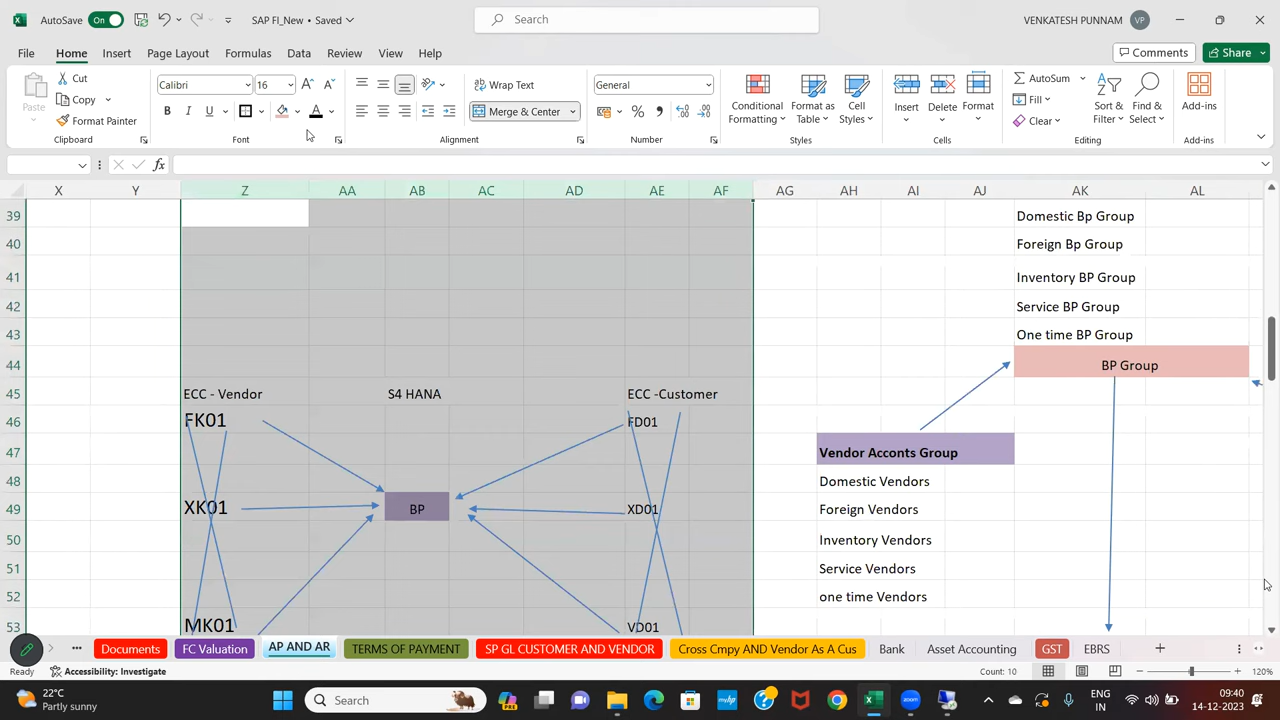 AutoSave On SAP FI_New • Saved Search VENKATESH PUNNAM VP
File Home Insert Page Layout Formulas Data Review View Help Comments Share
Cut
Copy
Format Painter
Paste
Clipboard
Calibri 16
B I U
Font
Wrap Text
Merge & Center
Alignment
General
Number
Conditional Formatting
Format as Table
Cell Styles
Styles
Insert Delete Format
Cells
AutoSum
Fill
Clear
Sort & Filter
Find & Select
Editing
Add-ins
Add-ins
X Y Z AA AB AC AD AE AF AG AH AI AJ AK AL
39 Domestic Bp Group
40 Foreign Bp Group
41 Inventory BP Group
42 Service BP Group
43 One time BP Group
44 BP Group
45 ECC - Vendor S4 HANA ECC -Customer
46 FK01 FD01
47 Vendor Acconts Group
48 Domestic Vendors
49 XK01 BP XD01 Foreign Vendors
50 Inventory Vendors
51 Service Vendors
52 one time Vendors
53 MK01 VD01
Documents FC Valuation AP AND AR TERMS OF PAYMENT SP GL CUSTOMER AND VENDOR Cross Cmpy AND Vendor As A Cus Bank Asset Accounting GST EBRS
Ready Accessibility: Investigate Count: 10 120%
22°C
Partly sunny
Search
ENG
IN
09:40
14-12-2023